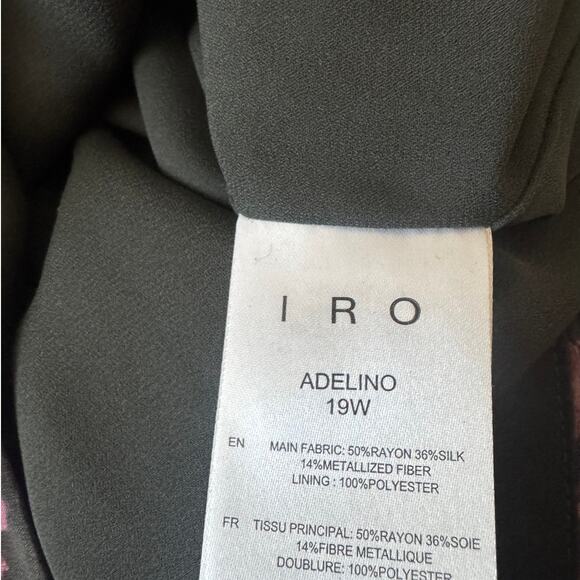 IRO
ADELINO
19W
EN MAIN FABRIC: 50%RAYON 36%SILK
14%METALLIZED FIBER
LINING : 100%POLYESTER
FR TISSU PRINCIPAL: 50%RAYON 36%SOIE
14%FIBRE METALLIQUE
DOUBLURE: 100%POLYESTER